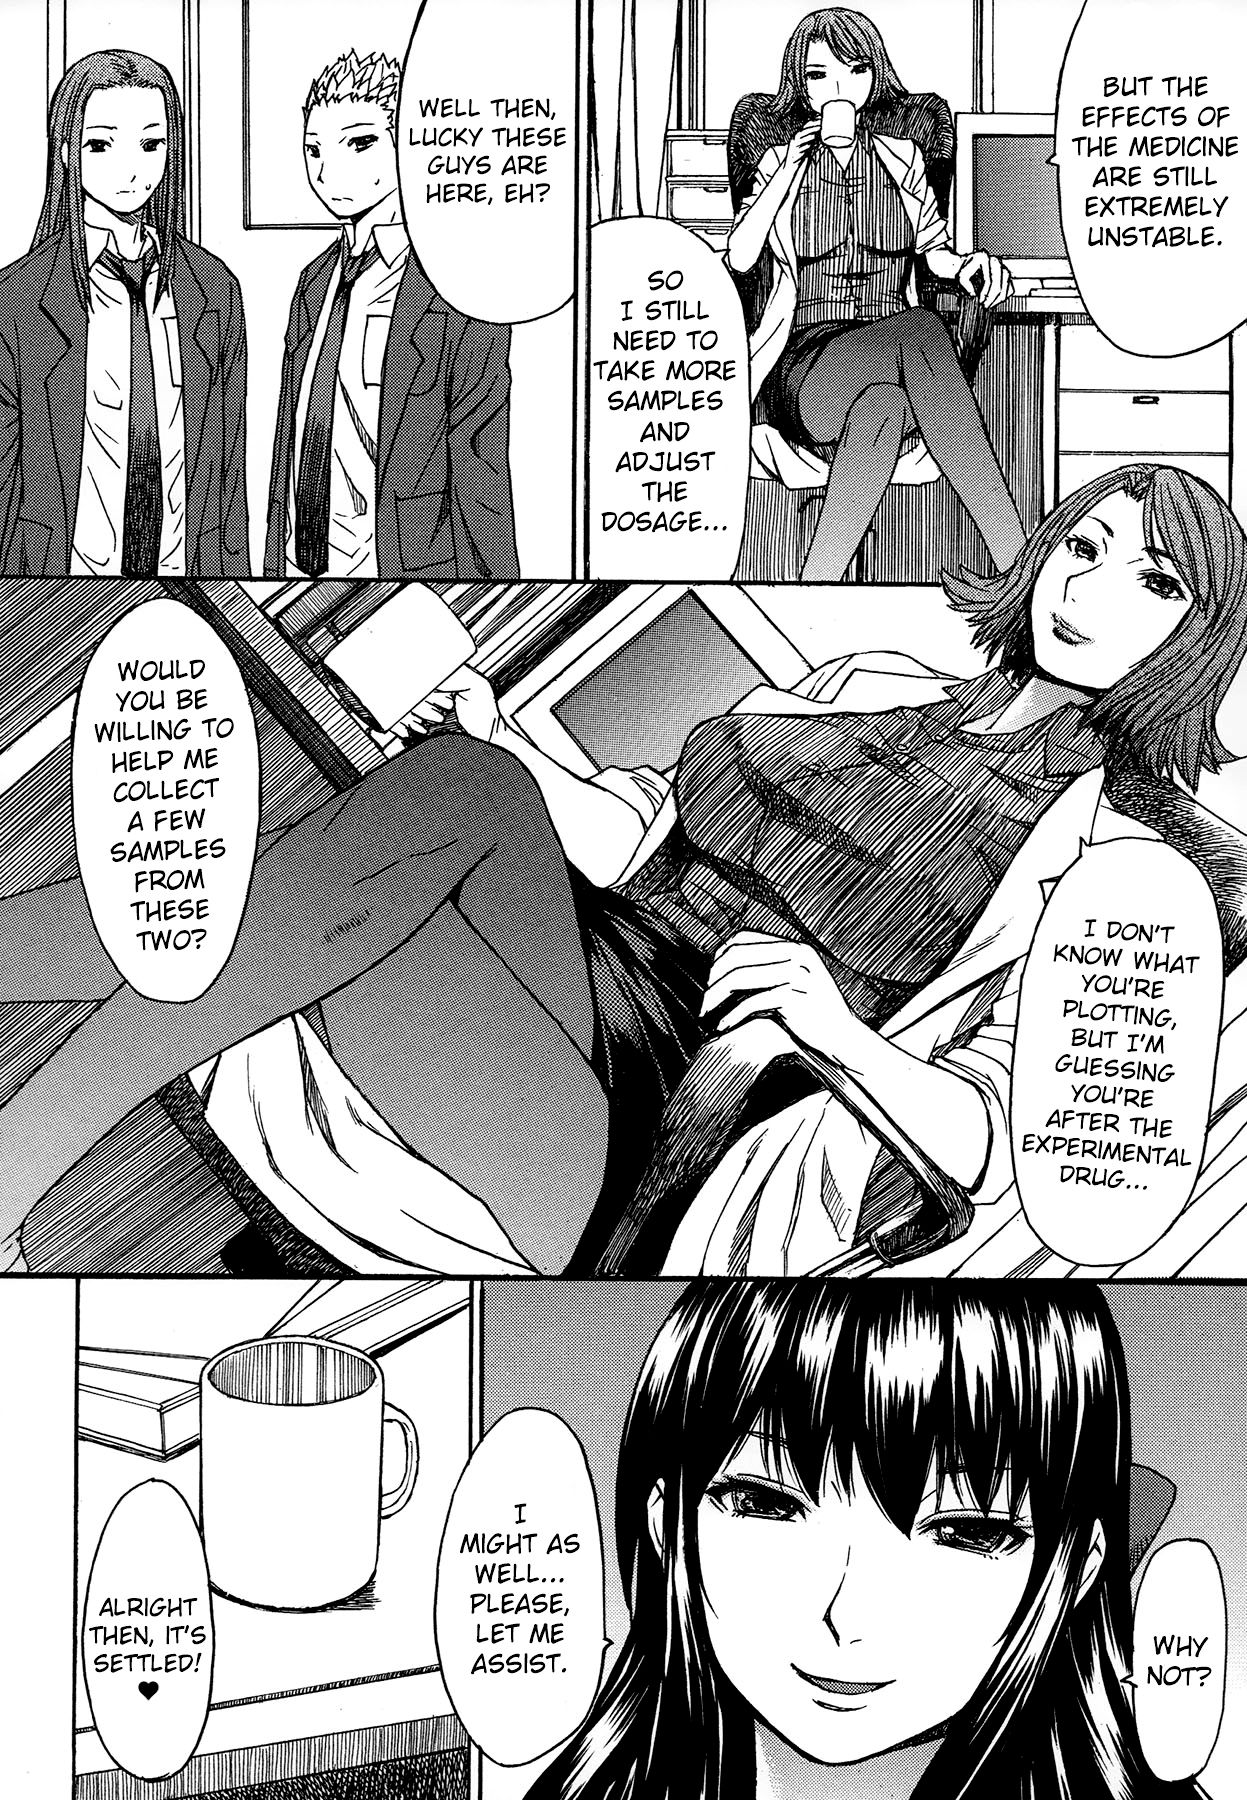 BUT THE
EFFECTS OF
THE MEDICINE
ARE STILL
EXTREMELY
UNSTABLE.
SO
I STILL
NEED TO
TAKE MORE
SAMPLES
AND
ADJUST
THE
DOSAGE...
WELL THEN,
LUCKY THESE
GUYS ARE
HERE, EH?
I DON'T
KNOW WHAT
YOU'RE
PLOTTING,
BUT I'M
GUESSING
YOU'RE
AFTER THE
EXPERIMENTAL
DRUG...
WOULD
YOU BE
WILLING TO
HELP ME
COLLECT
A FEW
SAMPLES
FROM
THESE
TWO?
WHY
NOT?
I
MIGHT AS
WELL...
PLEASE,
LET ME
ASSIST.
ALRIGHT
THEN, IT'S
SETTLED!
♥